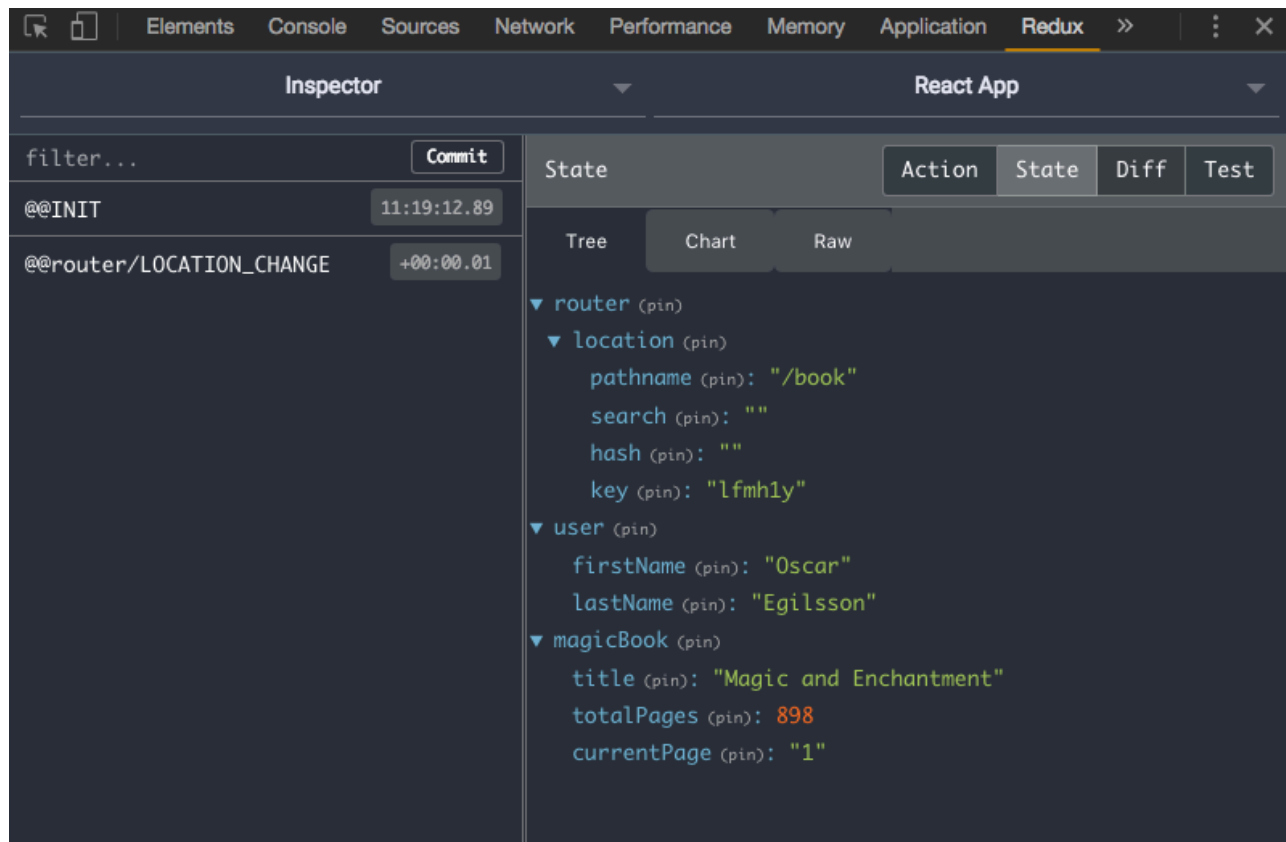 Elements Console Sources Network Performance Memory Application Redux »
Inspector React App
filter... Commit
@@INIT 11:19:12.89
@@router/LOCATION_CHANGE +00:00.01
State Action State Diff Test
Tree Chart Raw
router (pin)
location (pin)
pathname (pin): "/book"
search (pin): ""
hash (pin): ""
key (pin): "lfmh1y"
user (pin)
firstName (pin): "Oscar"
lastName (pin): "Egilsson"
magicBook (pin)
title (pin): "Magic and Enchantment"
totalPages (pin): 898
currentPage (pin): "1"